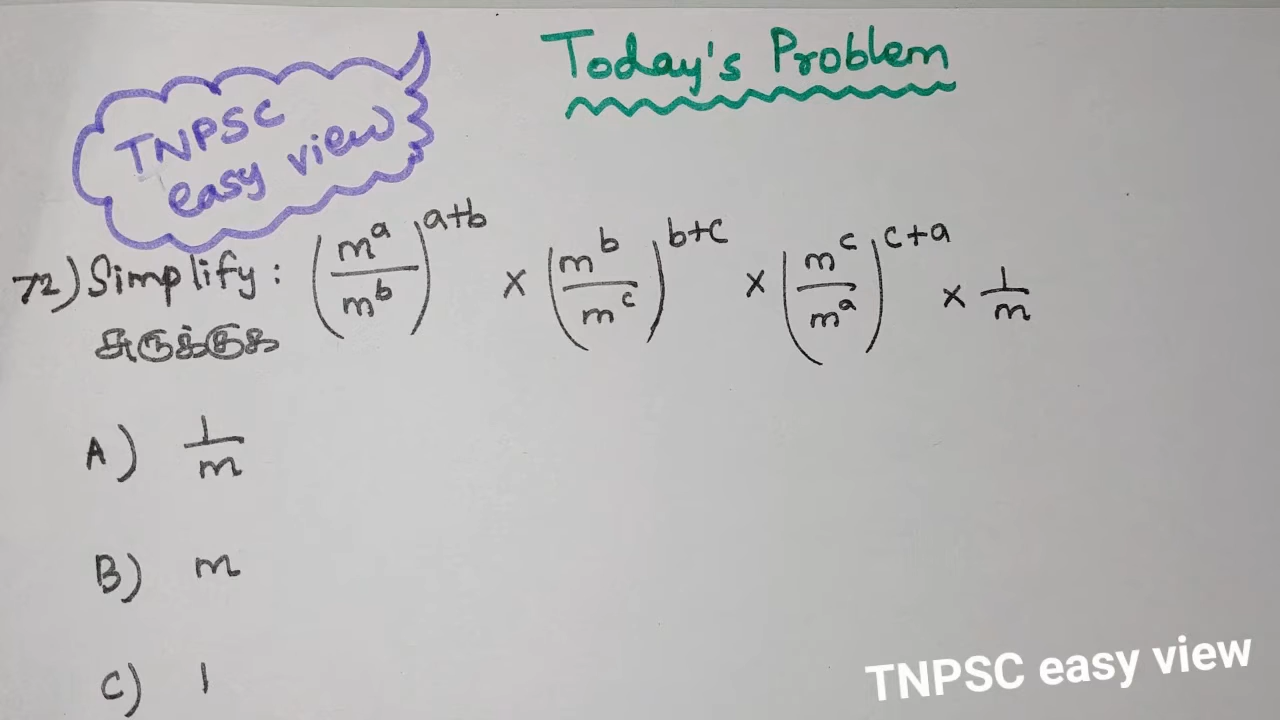 Today's Problem
TNPSC
easy view
72) Simplify: (m^a/m^b)^(a+b) × (m^b/m^c)^(b+c) × (m^c/m^a)^(c+a) × 1/m
சுருக்குக
A) 1/m
B) m
C) 1
TNPSC easy view